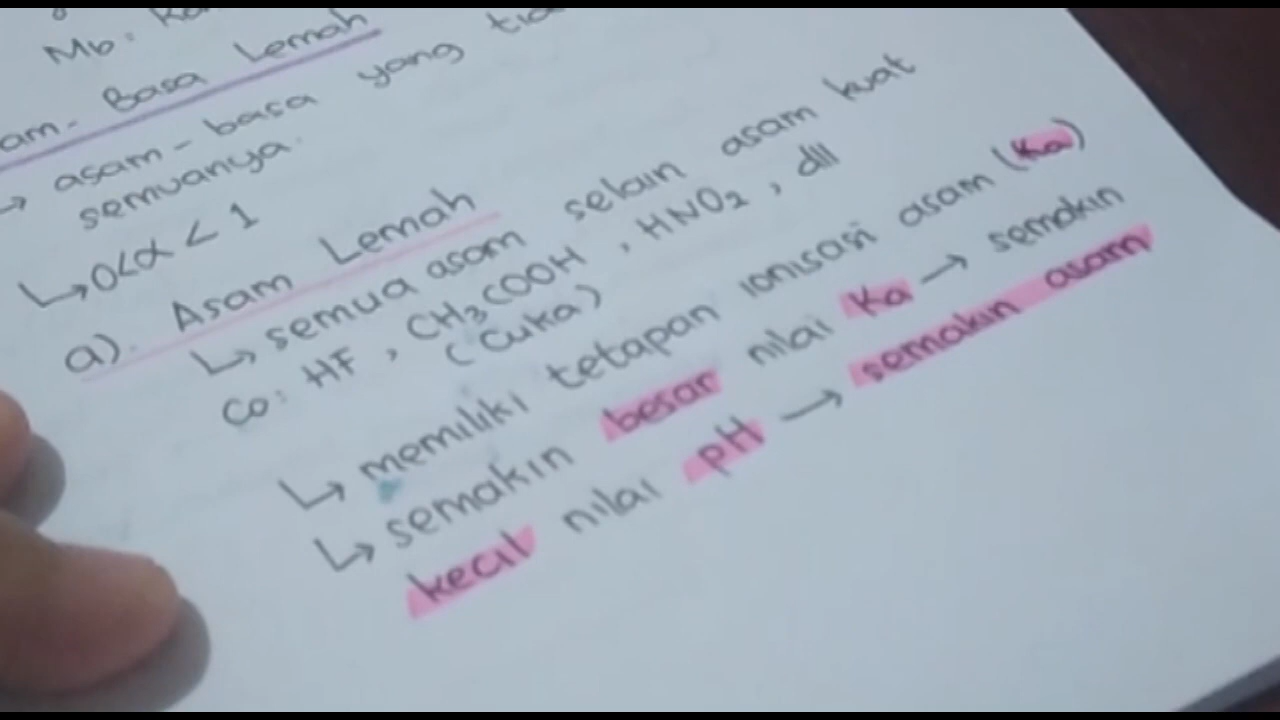 Mb:
Basa Lemah
→ asam-basa yang
semuanya.
↳ 0<α < 1
a). Asam Lemah
↳ semua asam selain asam kuat
co: HF, CH₃COOH, HNO₂, dll
(Cuka)
↳ memiliki tetapan ionisasi asam (Ka)
↳ semakin besar nilai Ka → semakin
kecil nilai pH → semakin asam